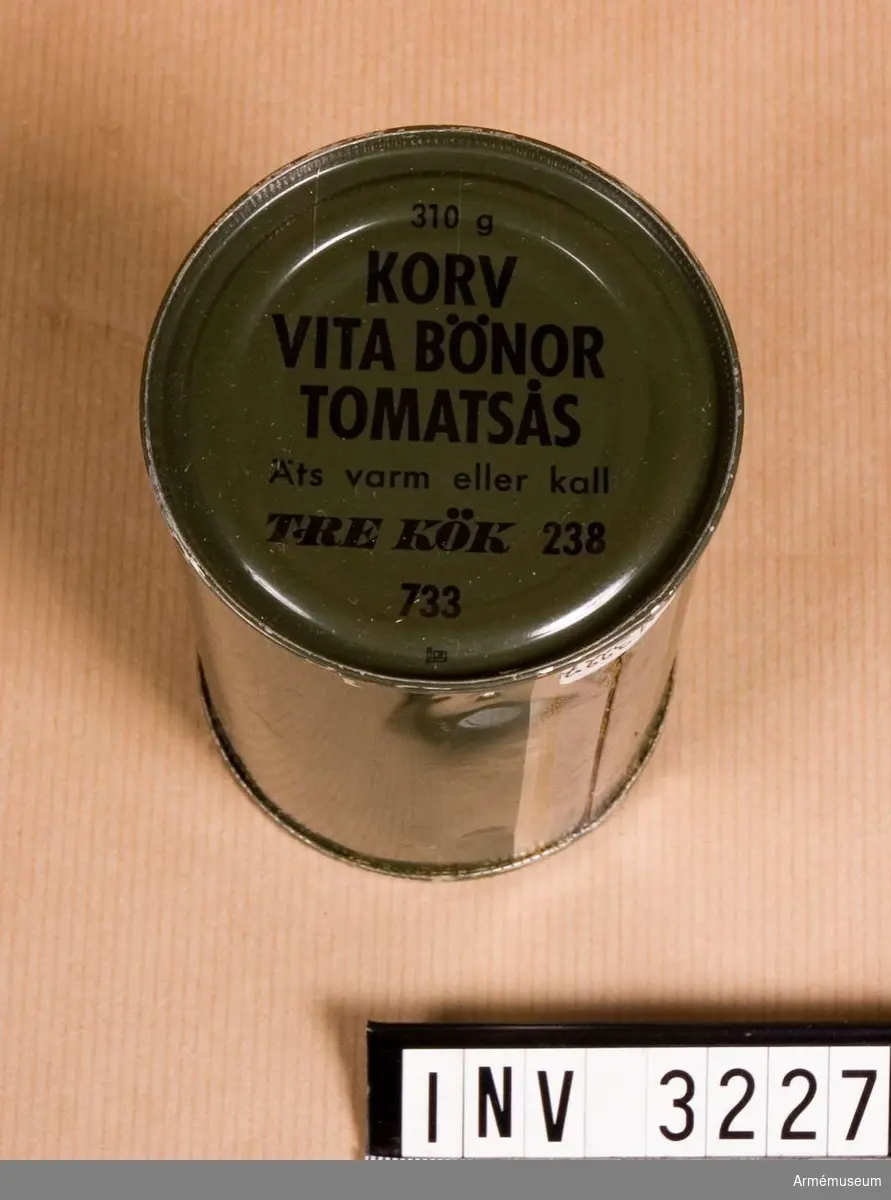 310 g
KORV
VITA BÖNOR
TOMATSÅS
Äts varm eller kall
TRE KÖK 238
733
INV 3227
Armémuseum